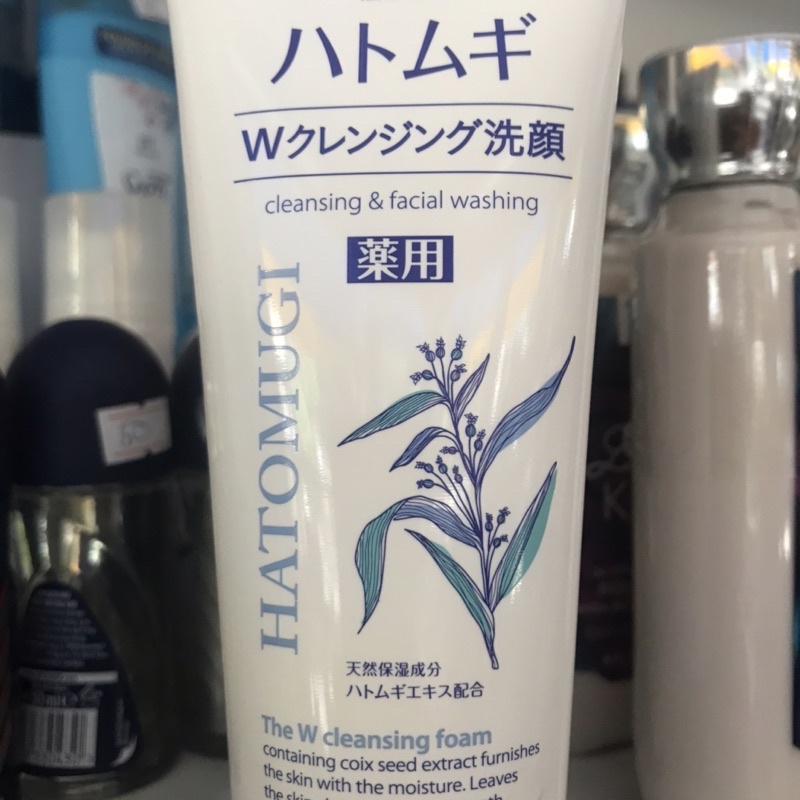 ハトムギ
Wクレンジング洗顔
cleansing & facial washing
薬用
HATOMUGI
天然保湿成分
ハトムギエキス配合
The W cleansing foam
containing coix seed extract furnishes
the skin with the moisture. Leaves
the skin